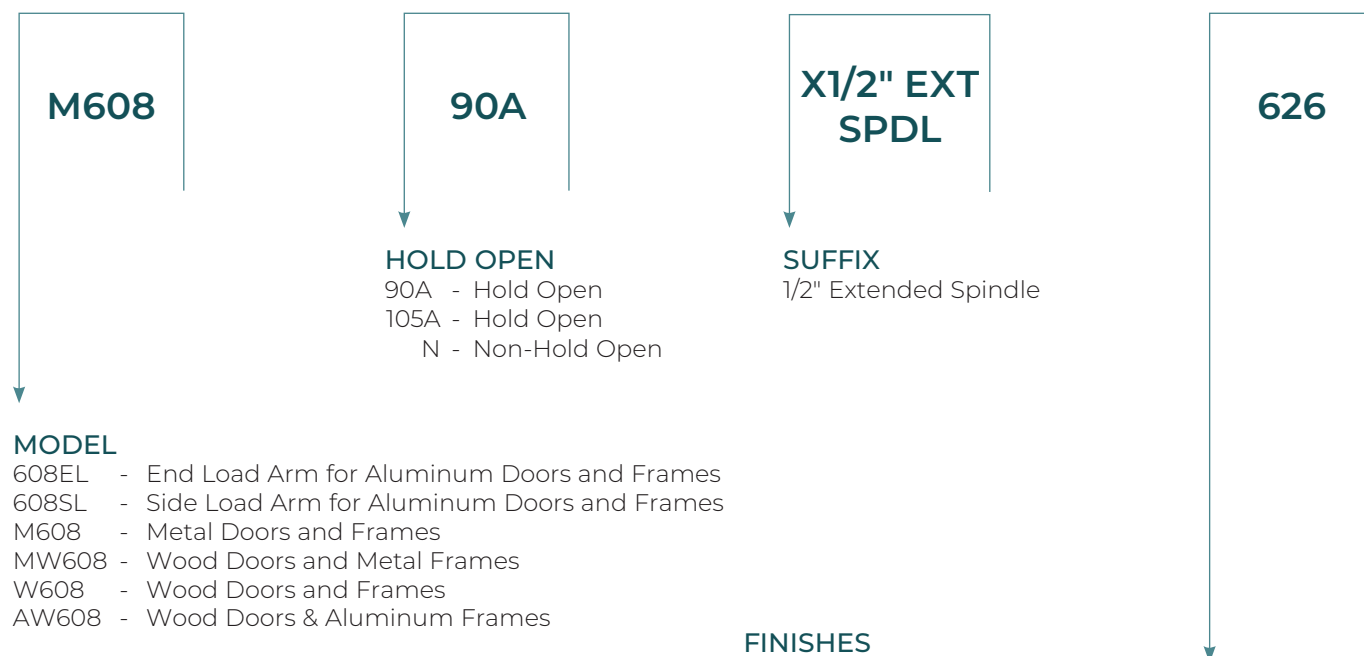 M608
90A
X1/2" EXT
SPDL
626
HOLD OPEN
90A - Hold Open
105A - Hold Open
N - Non-Hold Open
SUFFIX
1/2" Extended Spindle
MODEL
608EL - End Load Arm for Aluminum Doors and Frames
608SL - Side Load Arm for Aluminum Doors and Frames
M608 - Metal Doors and Frames
MW608 - Wood Doors and Metal Frames
W608 - Wood Doors and Frames
AW608 - Wood Doors & Aluminum Frames
FINISHES